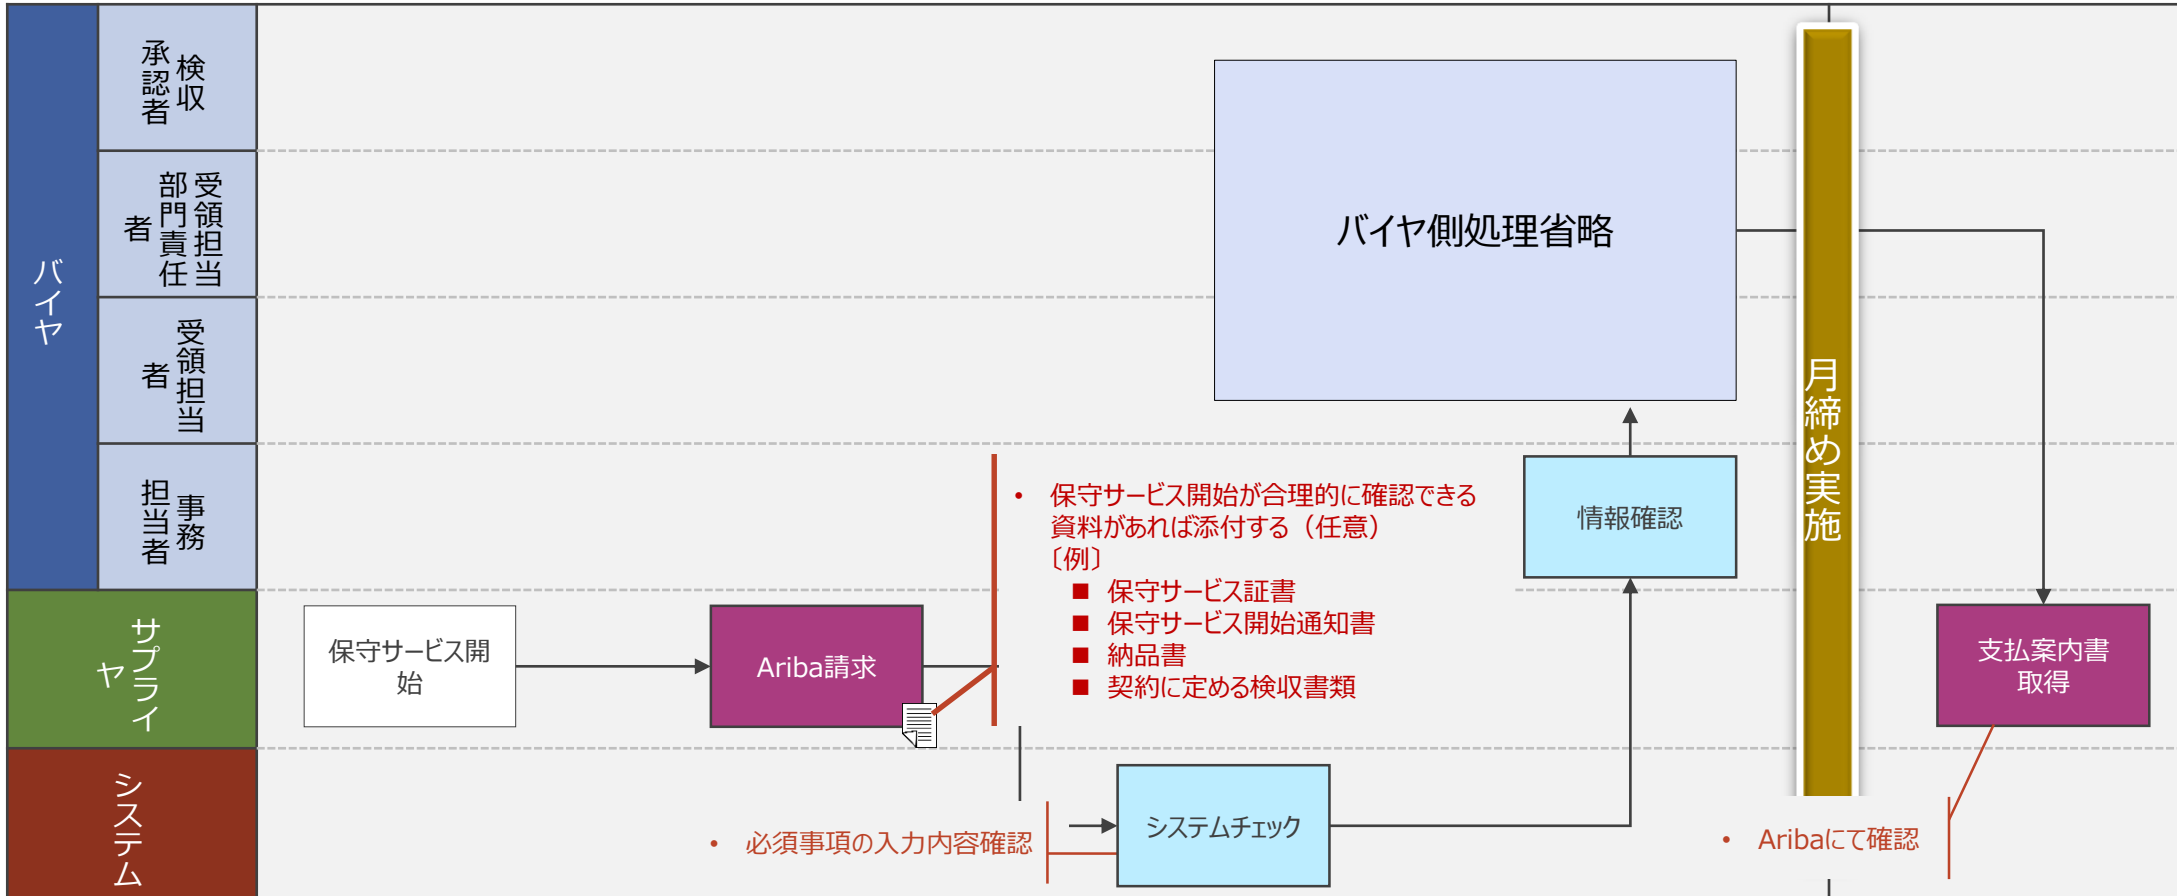 バイヤ
検収
承認者
受領担当
部門責任
者
受領担当
者
事務
担当者
サプライ
ヤ
システム
バイヤ側処理省略
月締め実施
• 保守サービス開始が合理的に確認できる
資料があれば添付する（任意）
〔例〕
■ 保守サービス証書
■ 保守サービス開始通知書
■ 納品書
■ 契約に定める検収書類
情報確認
保守サービス開
始
Ariba請求
支払案内書
取得
• 必須事項の入力内容確認
システムチェック
• Aribaにて確認